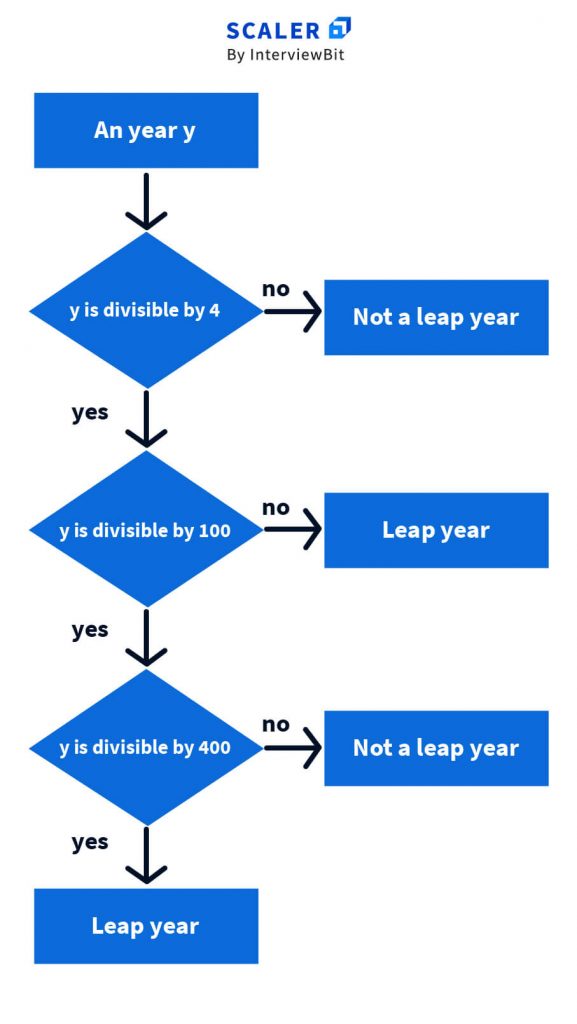 SCALER
By InterviewBit
An year y
y is divisible by 4
no
Not a leap year
yes
y is divisible by 100
no
Leap year
yes
y is divisible by 400
no
Not a leap year
yes
Leap year